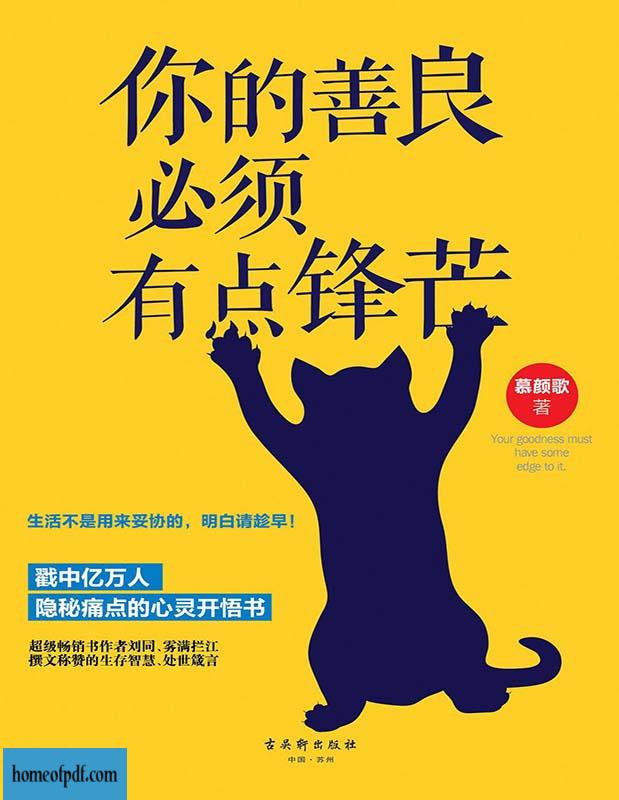 你的善良
必须
有点锋芒
慕颜歌
著
Your goodness must
have some
edge to it.
生活不是用来妥协的，明白请趁早！
戳中亿万人
隐秘痛点的心灵开悟书
超级畅销书作者刘同、雾满拦江
撰文称赞的生存智慧、处世箴言
古吴轩出版社
中国·苏州
homeofpdf.com